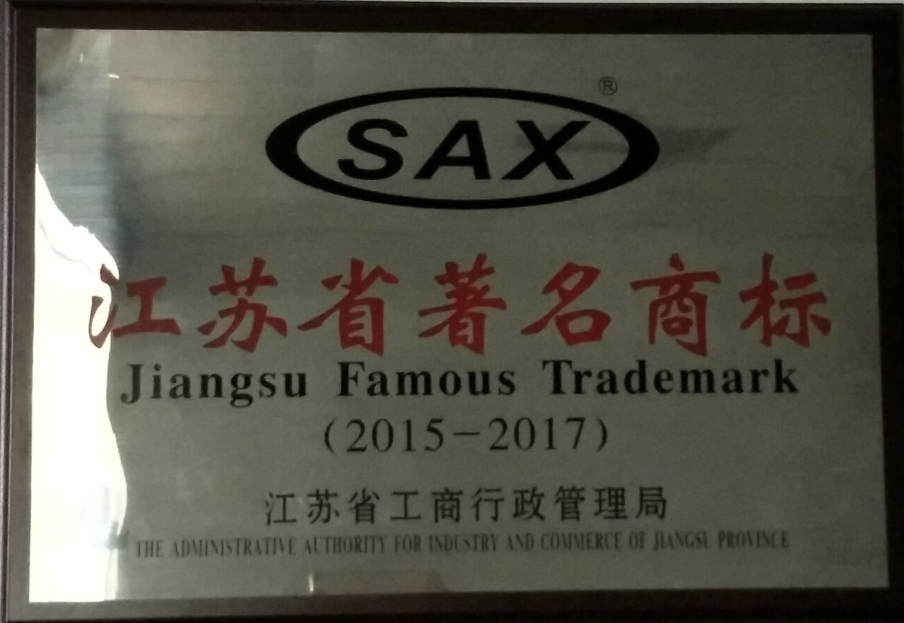 SAX®
江苏省著名商标
Jiangsu Famous Trademark
(2015-2017)
江苏省工商行政管理局
THE ADMINISTRATIVE AUTHORITY FOR INDUSTRY AND COMMERCE OF JIANGSU PROVINCE